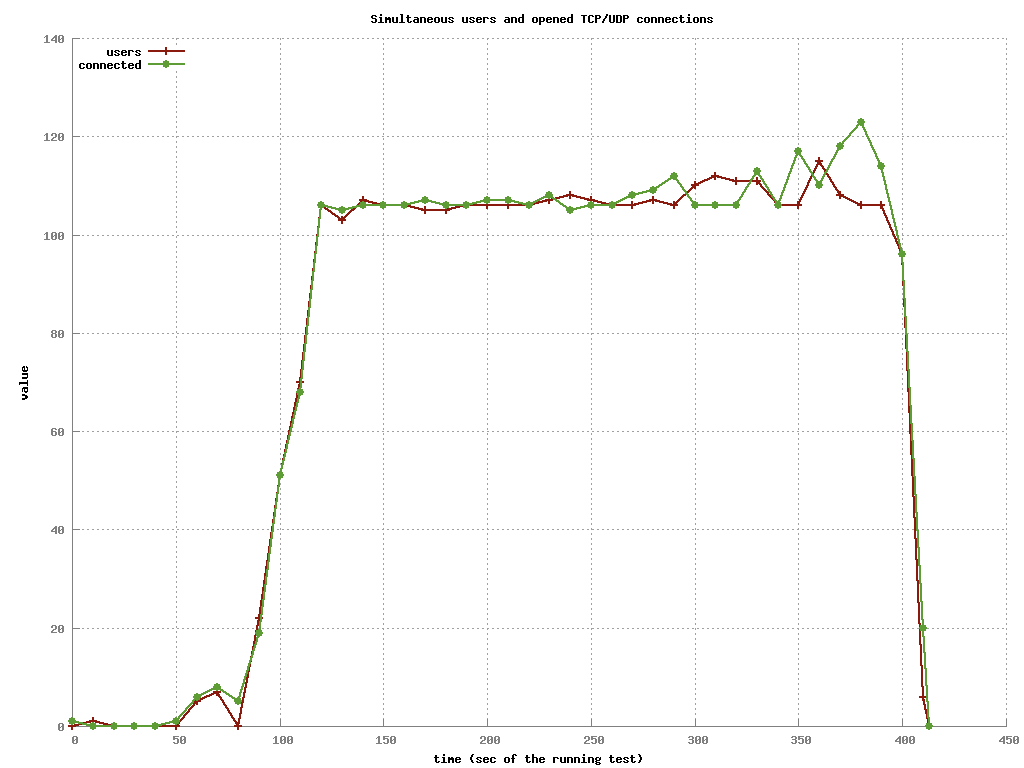 Simultaneous users and opened TCP/UDP connections
140
users
connected
120
100
80
value
60
40
20
0
0 50 100 150 200 250 300 350 400 450
time (sec of the running test)